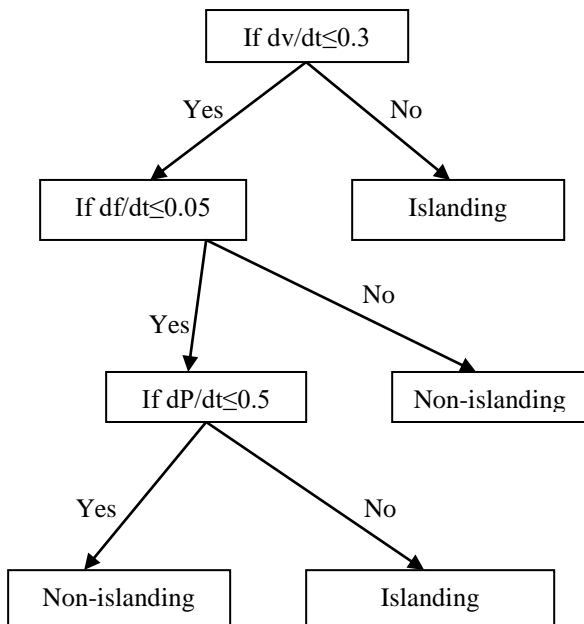 If dv/dt≤0.3
Yes
No
If df/dt≤0.05
Islanding
Yes
No
If dP/dt≤0.5
Non-islanding
Yes
No
Non-islanding
Islanding